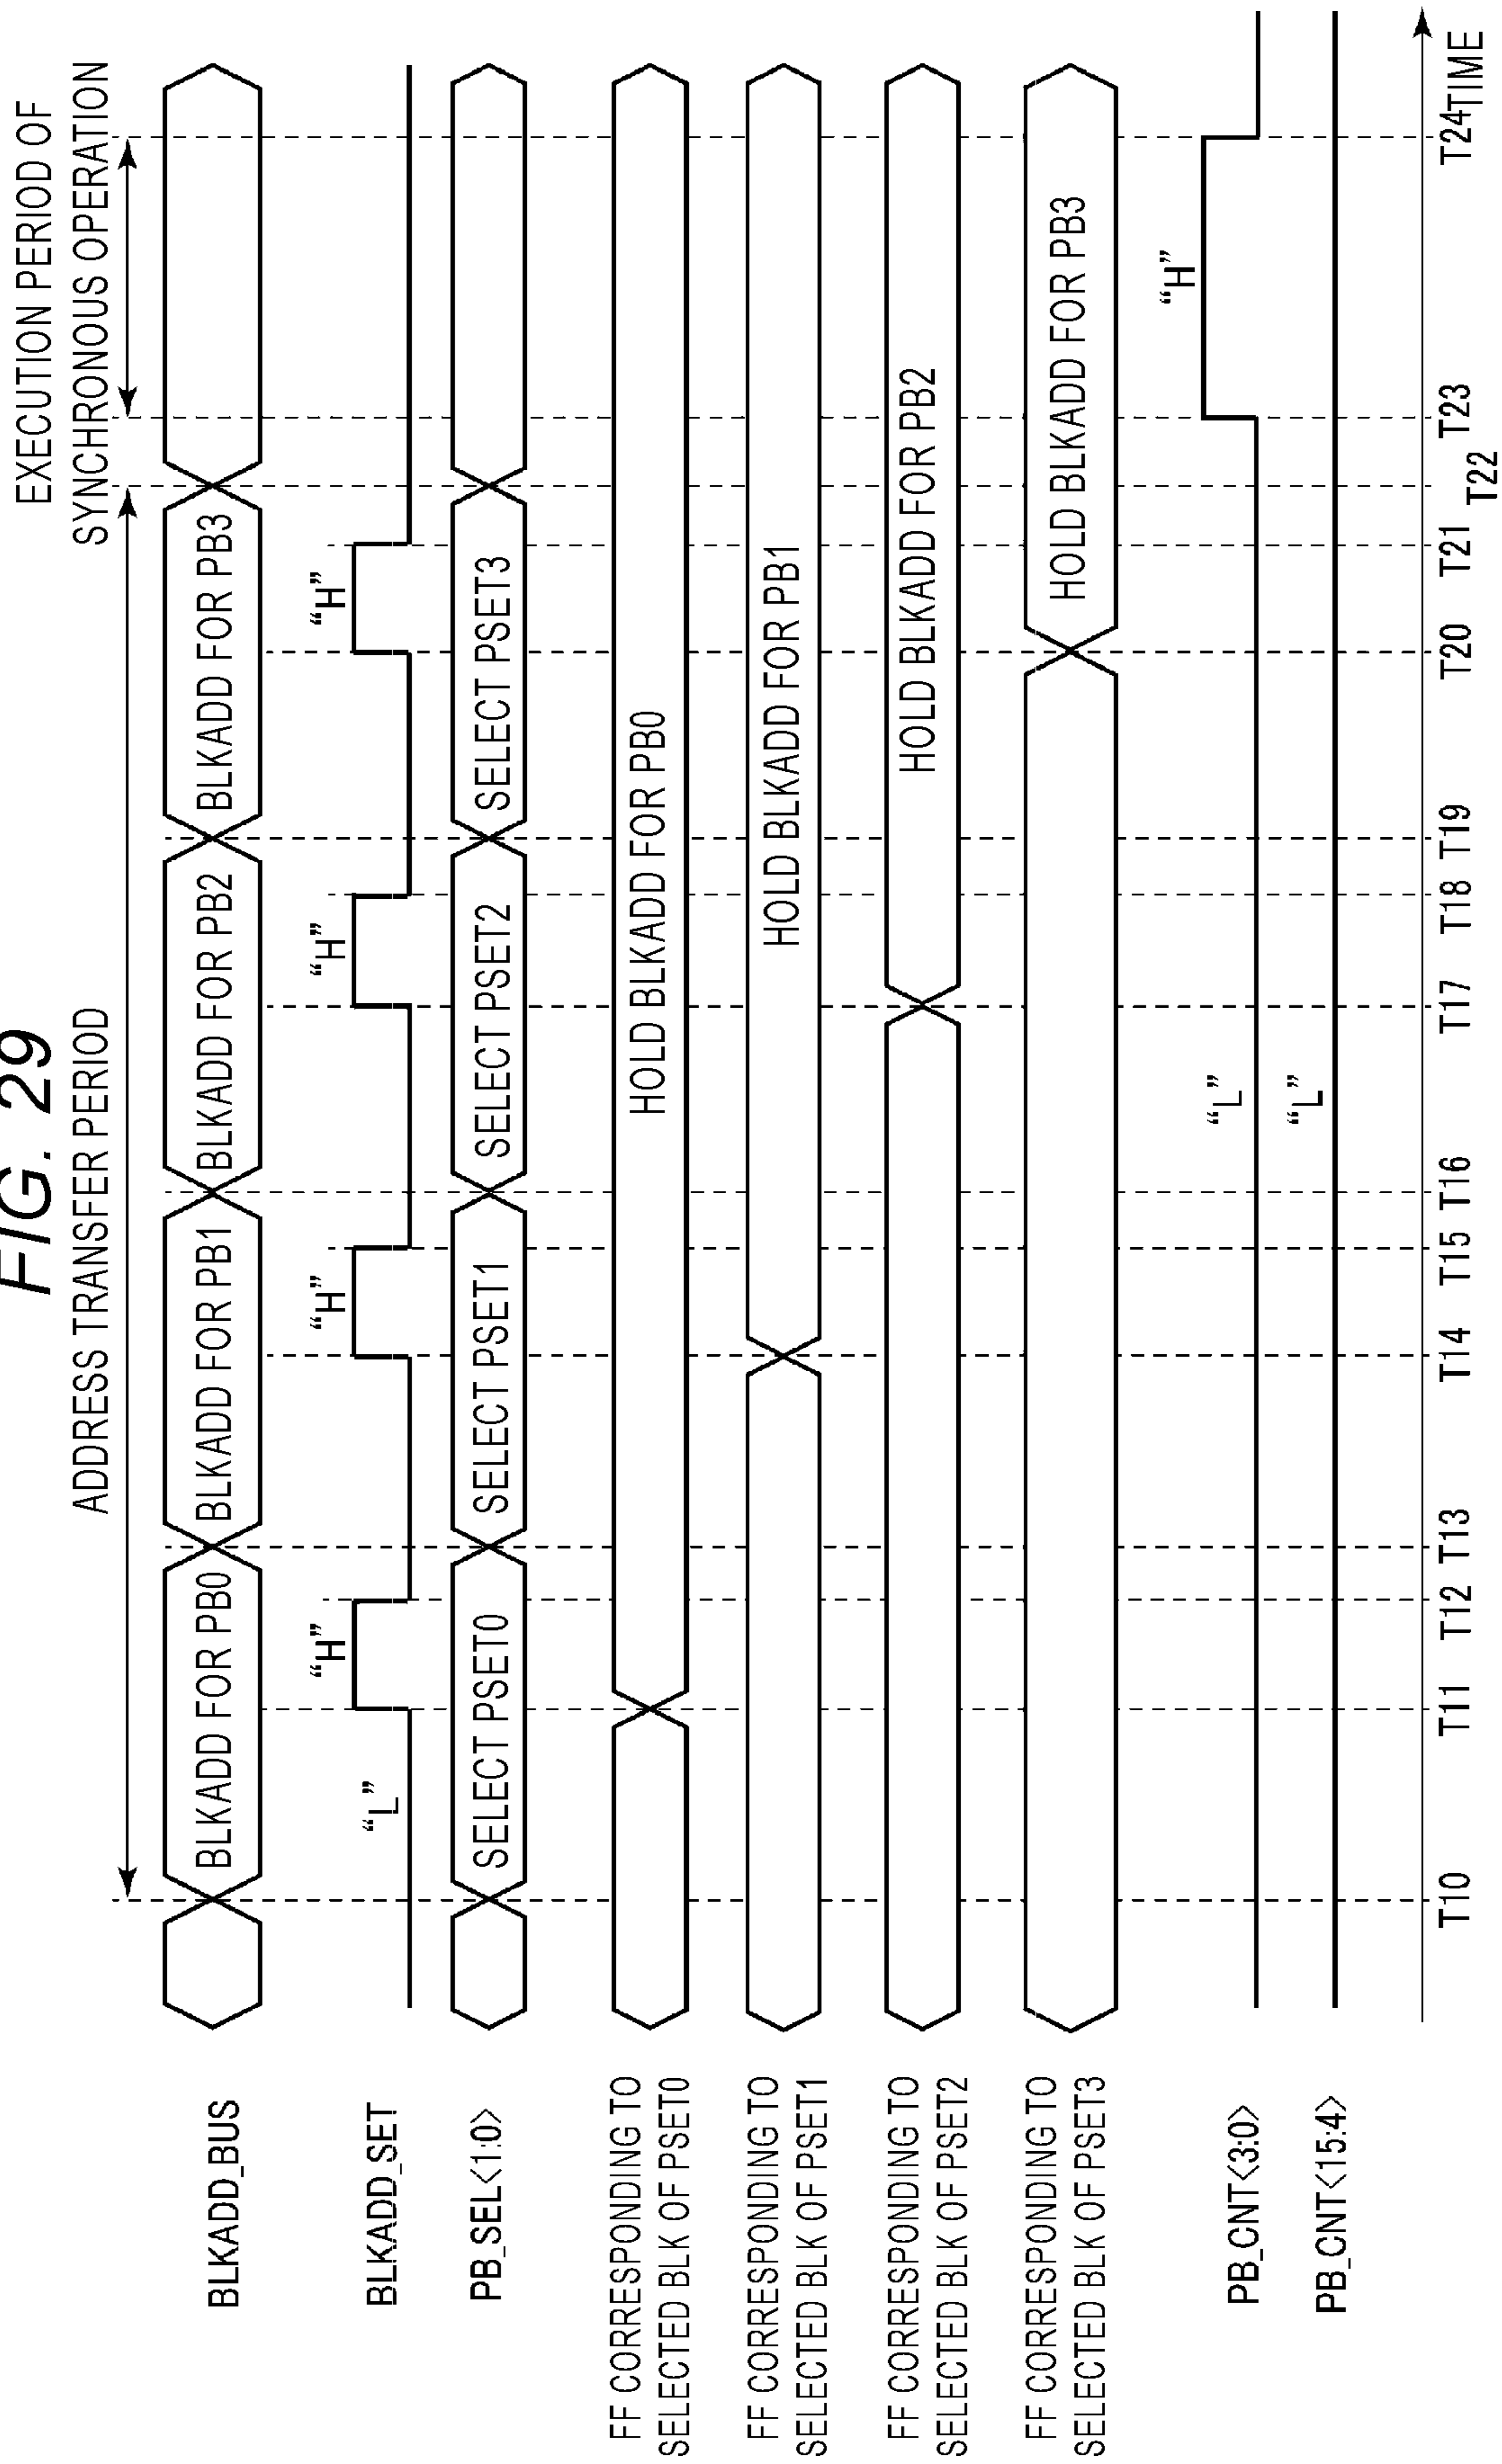 FIG. 29
ADDRESS TRANSFER PERIOD
EXECUTION PERIOD OF
SYNCHRONOUS OPERATION
BLKADD_BUS
BLKADD FOR PB0
BLKADD FOR PB1
BLKADD FOR PB2
BLKADD FOR PB3
BLKADD_SET
“L”
“H”
“H”
“H”
“H”
PB_SEL<1:0>
SELECT PSET0
SELECT PSET1
SELECT PSET2
SELECT PSET3
FF CORRESPONDING TO
SELECTED BLK OF PSET0
HOLD BLKADD FOR PB0
FF CORRESPONDING TO
SELECTED BLK OF PSET1
HOLD BLKADD FOR PB1
FF CORRESPONDING TO
SELECTED BLK OF PSET2
HOLD BLKADD FOR PB2
FF CORRESPONDING TO
SELECTED BLK OF PSET3
HOLD BLKADD FOR PB3
PB_CNT<3:0>
“L”
“H”
PB_CNT<15:4>
“L”
T10
T11
T12
T13
T14
T15
T16
T17
T18
T19
T20
T21
T22
T23
T24
TIME